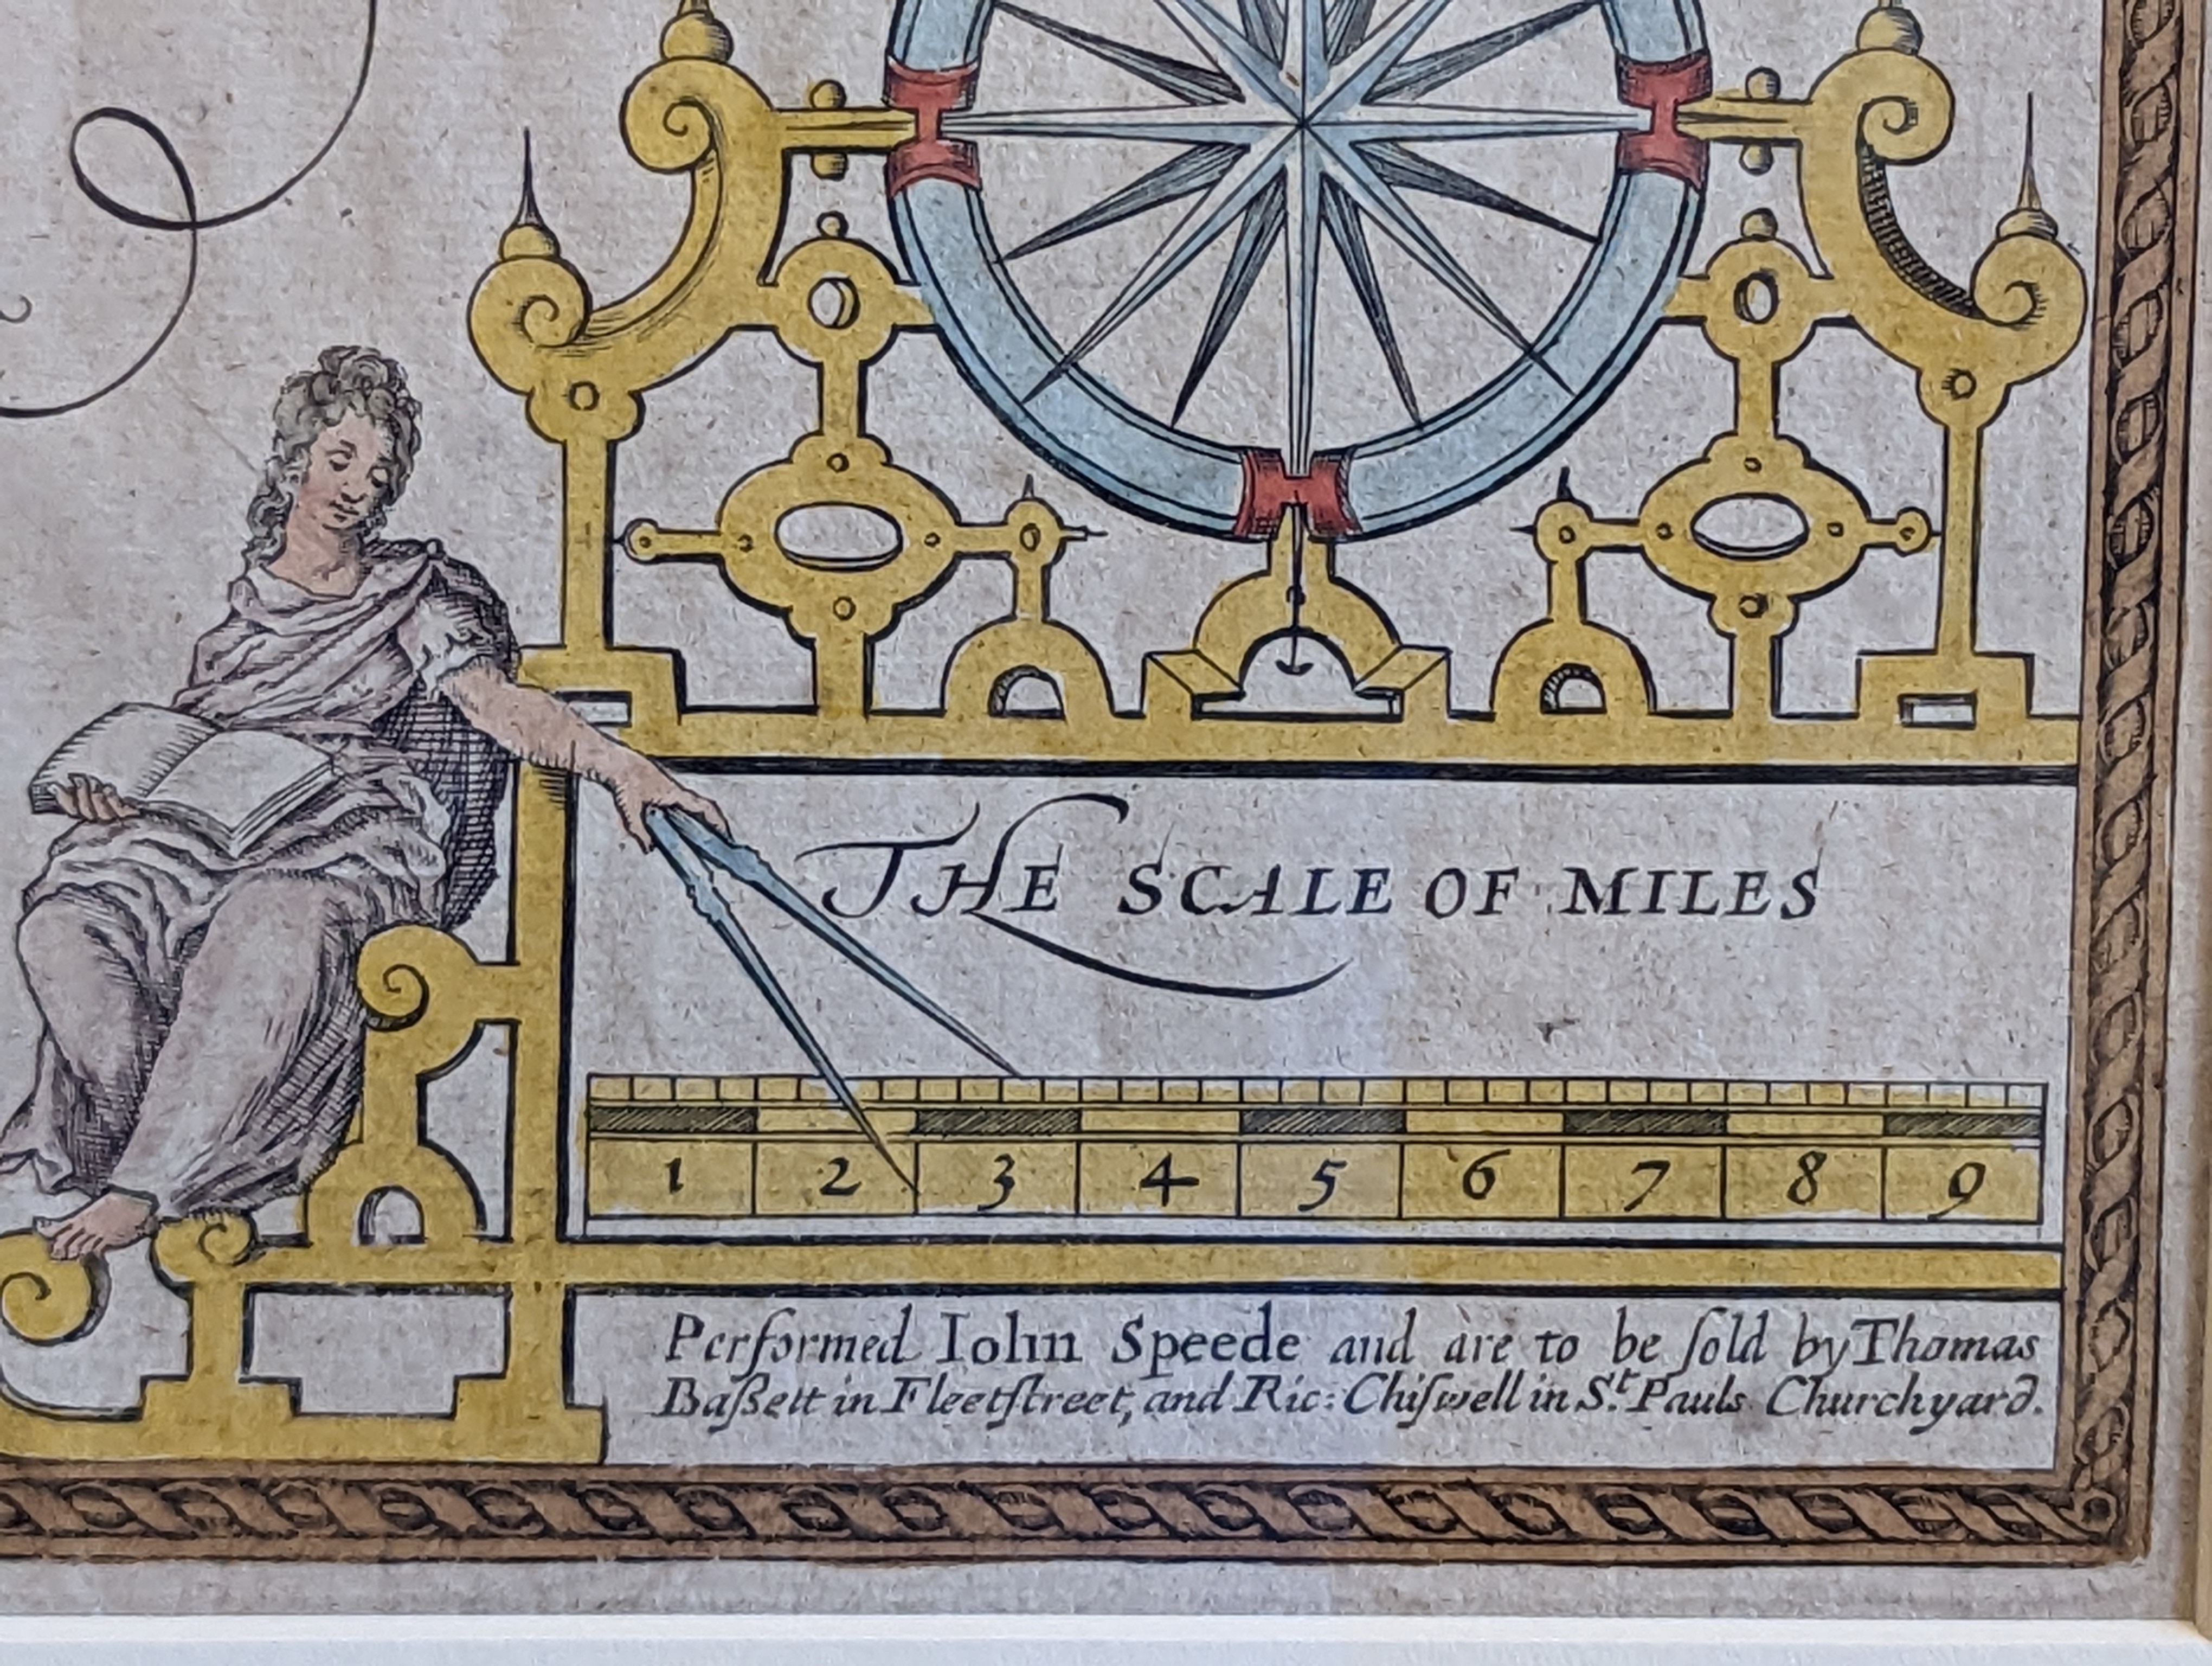 THE SCALE OF MILES
1 2 3 4 5 6 7 8 9
Performed Iohn Speede and are to be ſold by Thomas
Baſsett in Fleetſtreet, and Ric: Chiſwell in St. Pauls Churchyard.